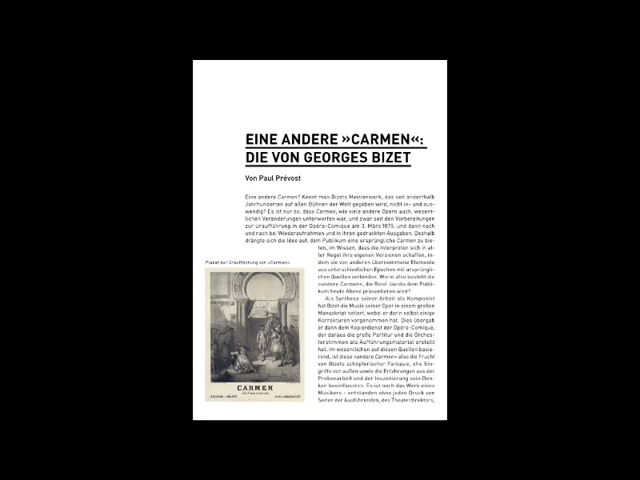 EINE ANDERE »CARMEN«:
DIE VON GEORGES BIZET
Von Paul Prévost
Eine andere Carmen? Kennt man Bizets Meisterwerk, das seit anderthalb
Jahrhunderten auf allen Bühnen der Welt gegeben wird, nicht in- und aus-
wendig? Es ist nur so, dass Carmen, wie viele andere Opern auch, wesent-
lichen Veränderungen unterworfen war, und zwar seit den Vorbereitungen
zur Uraufführung in der Opéra-Comique am 3. März 1875, und dann nach
und nach bei Wiederaufnahmen und in ihren gedruckten Ausgaben. Deshalb
drängte sich die Idee auf, dem Publikum eine ursprüngliche Carmen zu bie-
ten, im Wissen, dass die Interpreten sich in al-
ler Regel ihre eigenen Versionen schaffen, in-
dem sie von anderen übernommene Elemente
aus unterschiedlichen Epochen mit ursprüngli-
chen Quellen verbinden. Worin also besteht die
»andere Carmen«, die René Jacobs dem Publi-
kum heute Abend präsentieren wird?
Als Synthese seiner Arbeit als Komponist
hat Bizet die Musik seiner Oper in einem großen
Manuskript notiert, wobei er darin selbst einige
Korrekturen vorgenommen hat. Dies übergab
er dann dem Kopierdienst der Opéra-Comique,
der daraus die große Partitur und die Orches-
terstimmen als Aufführungsmaterial erstellt
hat. Im wesentlichen auf diesen Quellen basie-
rend, ist diese »andere Carmen« also die Frucht
von Bizets schöpferischer Fantasie, ehe Ein-
griffe von außen sowie die Erfahrungen aus der
Probenarbeit und der Inszenierung sein Den-
ken beeinflussten. Es ist noch das Werk eines
Musikers – entstanden ohne jeden Druck von
Seiten der Ausführenden, des Theaterdirektors,
Plakat zur Uraufführung von »Carmen«
CARMEN